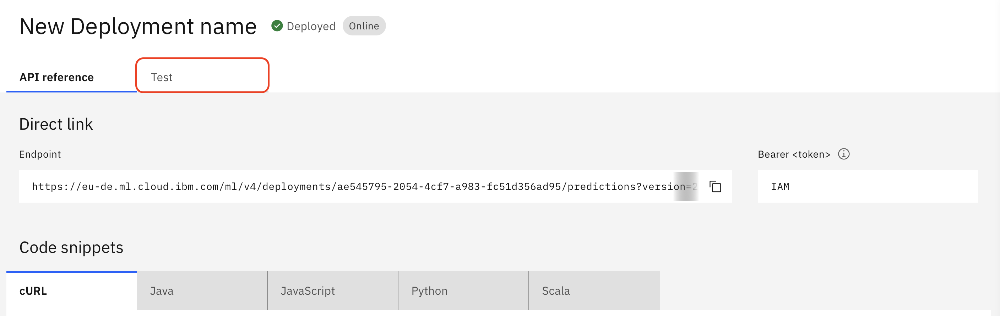 New Deployment name Deployed Online
API reference Test
Direct link
Endpoint Bearer <token>
https://eu-de.ml.cloud.ibm.com/ml/v4/deployments/ae545795-2054-4cf7-a983-fc51d356ad95/predictions?version=2 IAM
Code snippets
cURL Java JavaScript Python Scala